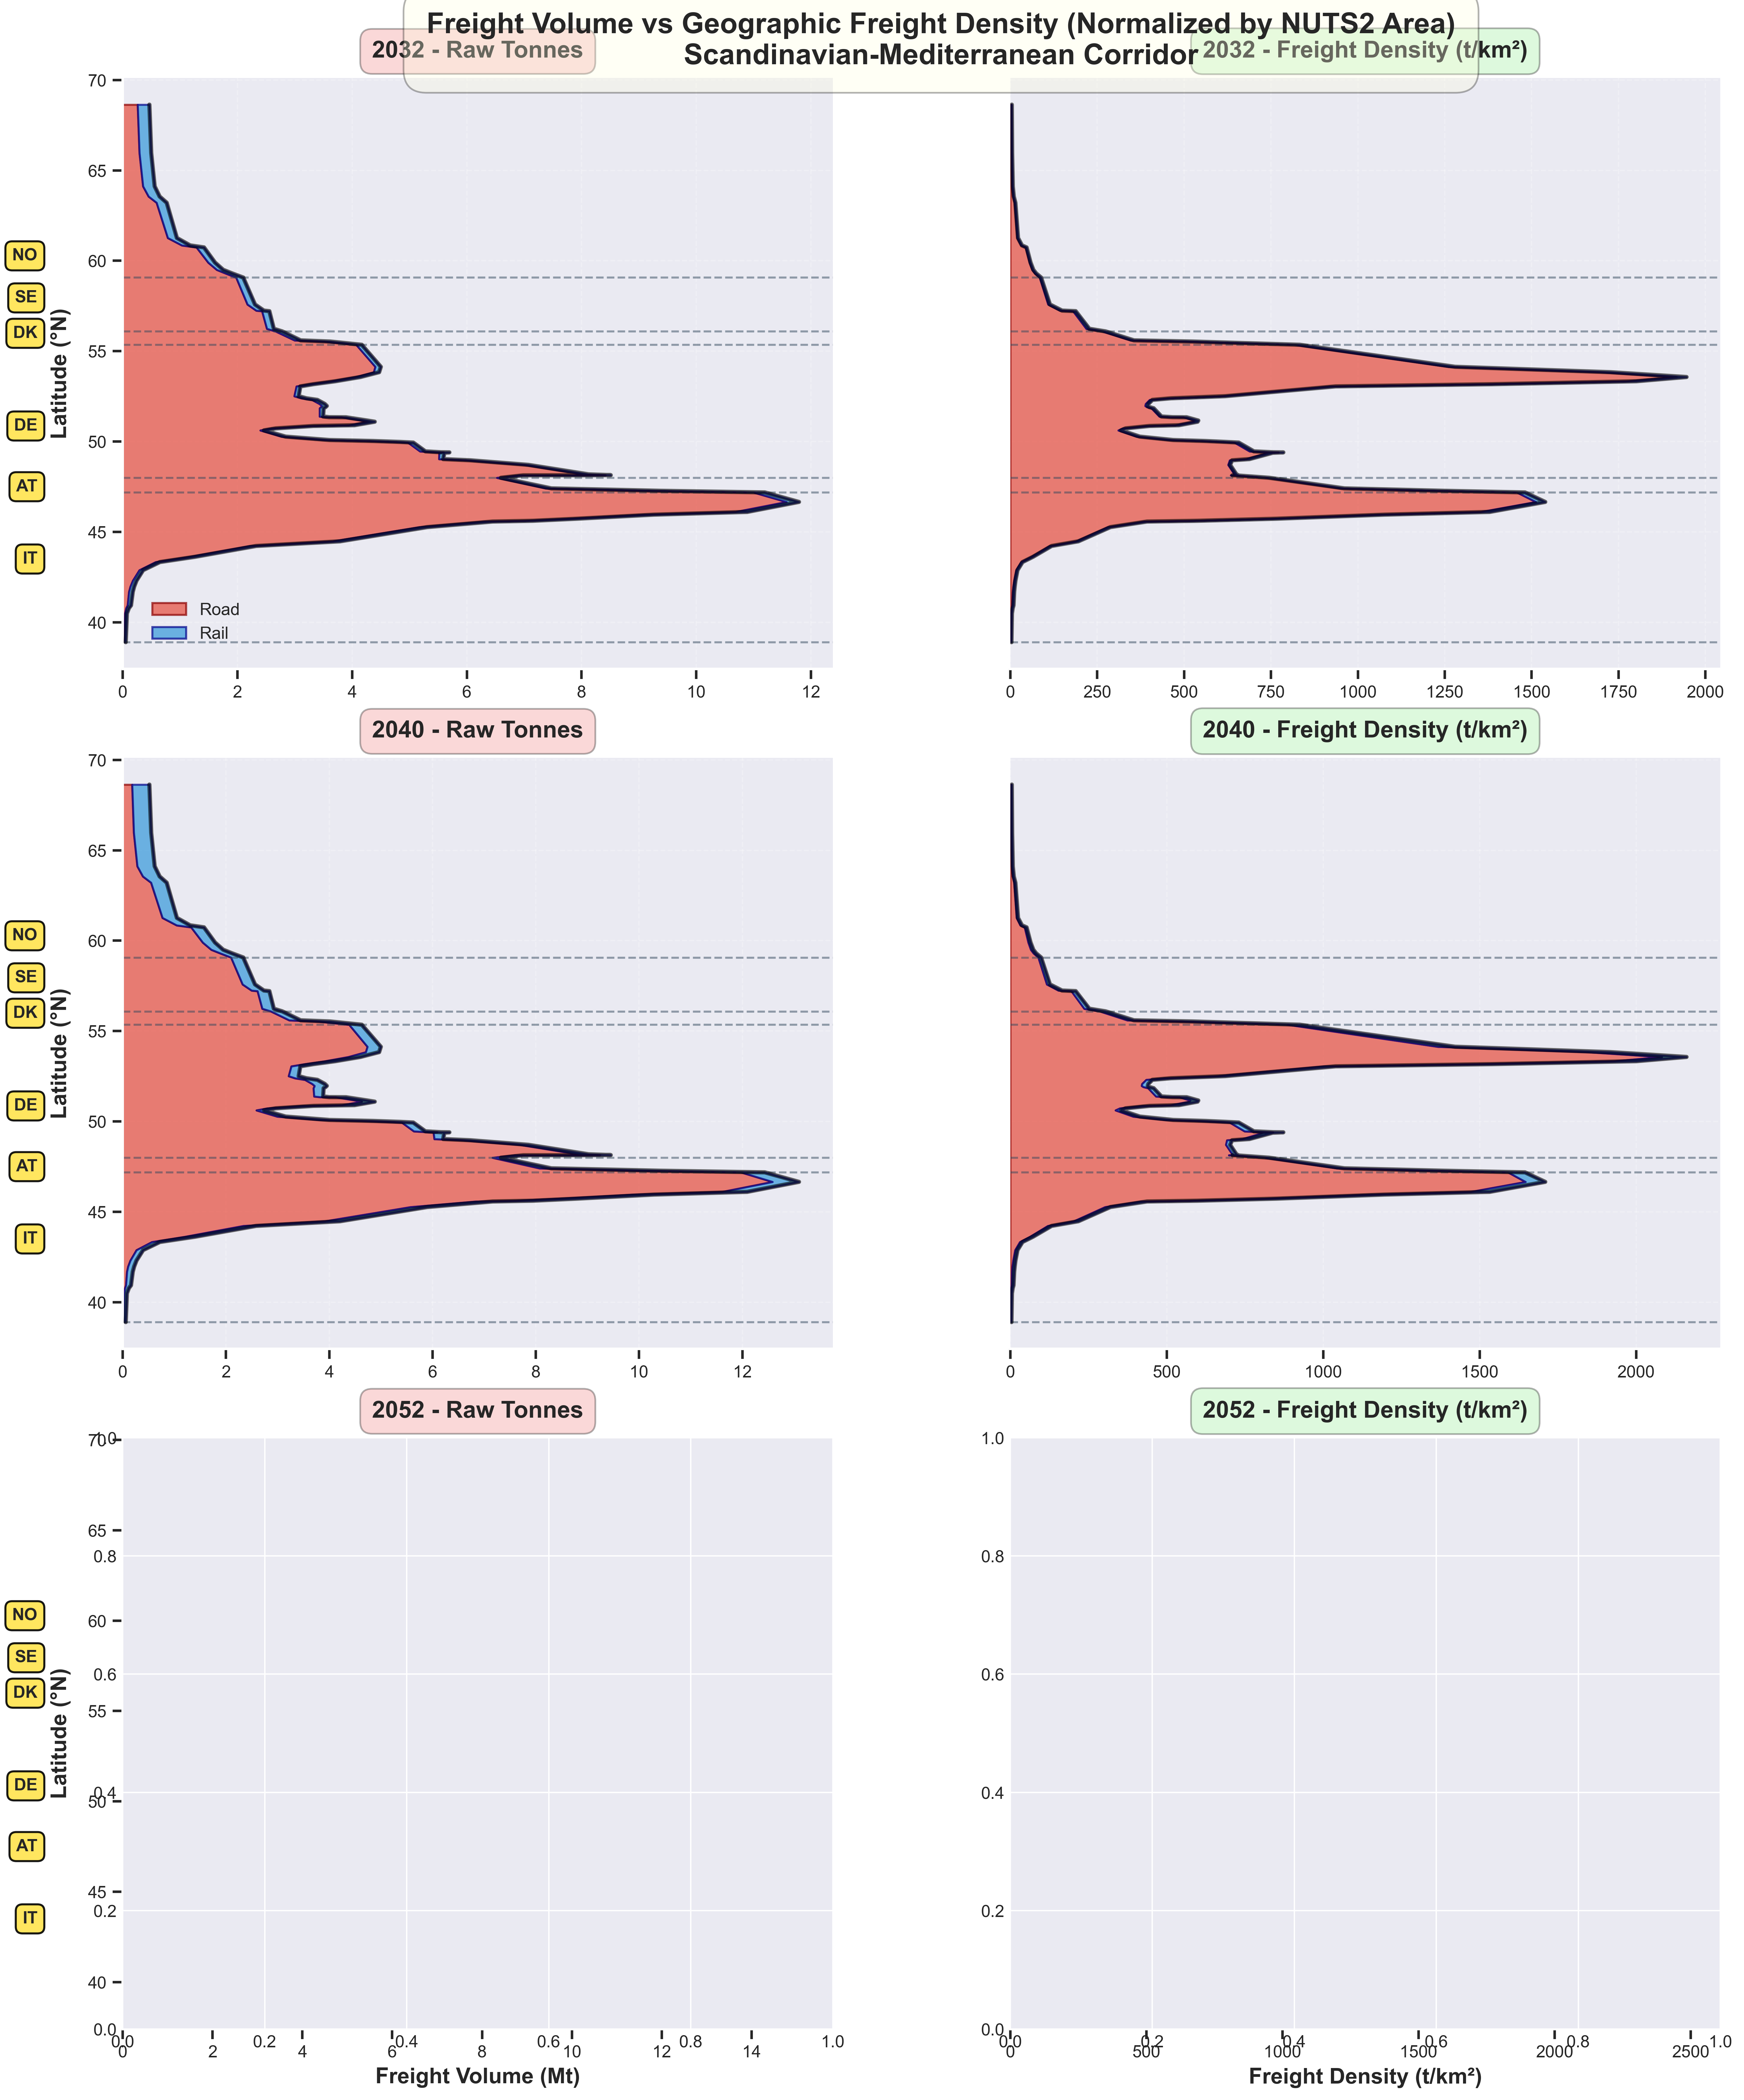 Freight Volume vs Geographic Freight Density (Normalized by NUTS2 Area)
Scandinavian-Mediterranean Corridor
2032 - Raw Tonnes
2032 - Freight Density (t/km²)
70
65
60
55
50
45
40
NO
SE
DK
DE
AT
IT
Latitude (°N)
Road
Rail
0 2 4 6 8 10 12
0 250 500 750 1000 1250 1500 1750 2000
2040 - Raw Tonnes
2040 - Freight Density (t/km²)
70
65
60
55
50
45
40
NO
SE
DK
DE
AT
IT
Latitude (°N)
0 2 4 6 8 10 12
0 500 1000 1500 2000
2052 - Raw Tonnes
2052 - Freight Density (t/km²)
70
65
60
55
50
45
40
1.0
0.8
0.6
0.4
0.2
0.0
NO
SE
DK
DE
AT
IT
Latitude (°N)
0.0 0.2 0.4 0.6 0.8 1.0
0 2 4 6 8 10 12 14
Freight Volume (Mt)
1.0
0.8
0.6
0.4
0.2
0.0
0.0 0.2 0.4 0.6 0.8 1.0
0 500 1000 1500 2000 2500
Freight Density (t/km²)